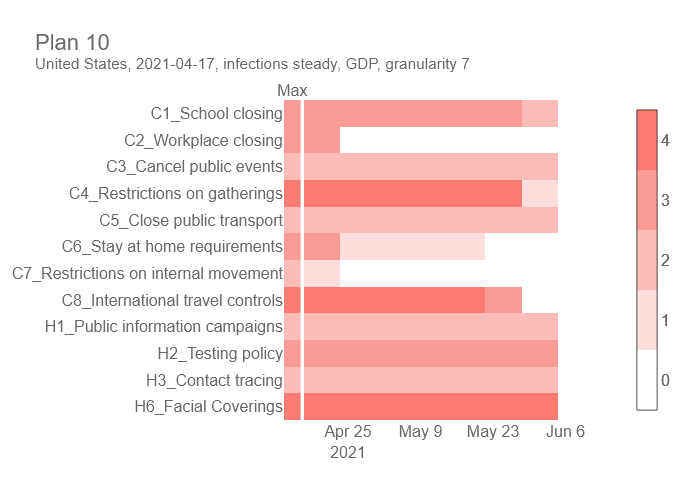 Plan 10
United States, 2021-04-17, infections steady, GDP, granularity 7
Max
C1_School closing
C2_Workplace closing
C3_Cancel public events
C4_Restrictions on gatherings
C5_Close public transport
C6_Stay at home requirements
C7_Restrictions on internal movement
C8_International travel controls
H1_Public information campaigns
H2_Testing policy
H3_Contact tracing
H6_Facial Coverings
Apr 25 May 9 May 23 Jun 6
2021
4
3
2
1
0